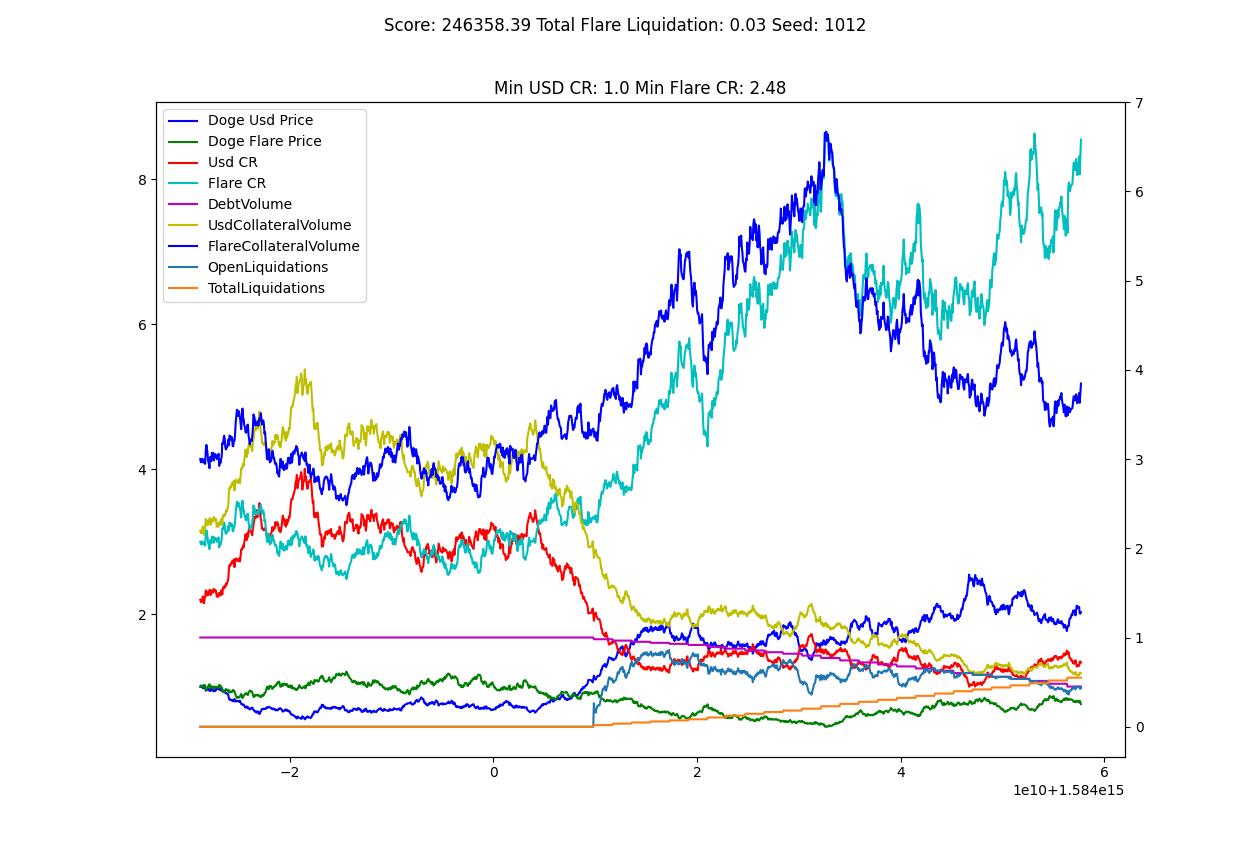 Score: 246358.39 Total Flare Liquidation: 0.03 Seed: 1012
Min USD CR: 1.0 Min Flare CR: 2.48
Doge Usd Price
Doge Flare Price
Usd CR
Flare CR
DebtVolume
UsdCollateralVolume
FlareCollateralVolume
OpenLiquidations
TotalLiquidations
8
6
4
2
7
6
5
4
3
2
1
0
−2
0
2
4
6
1e10+1.584e15